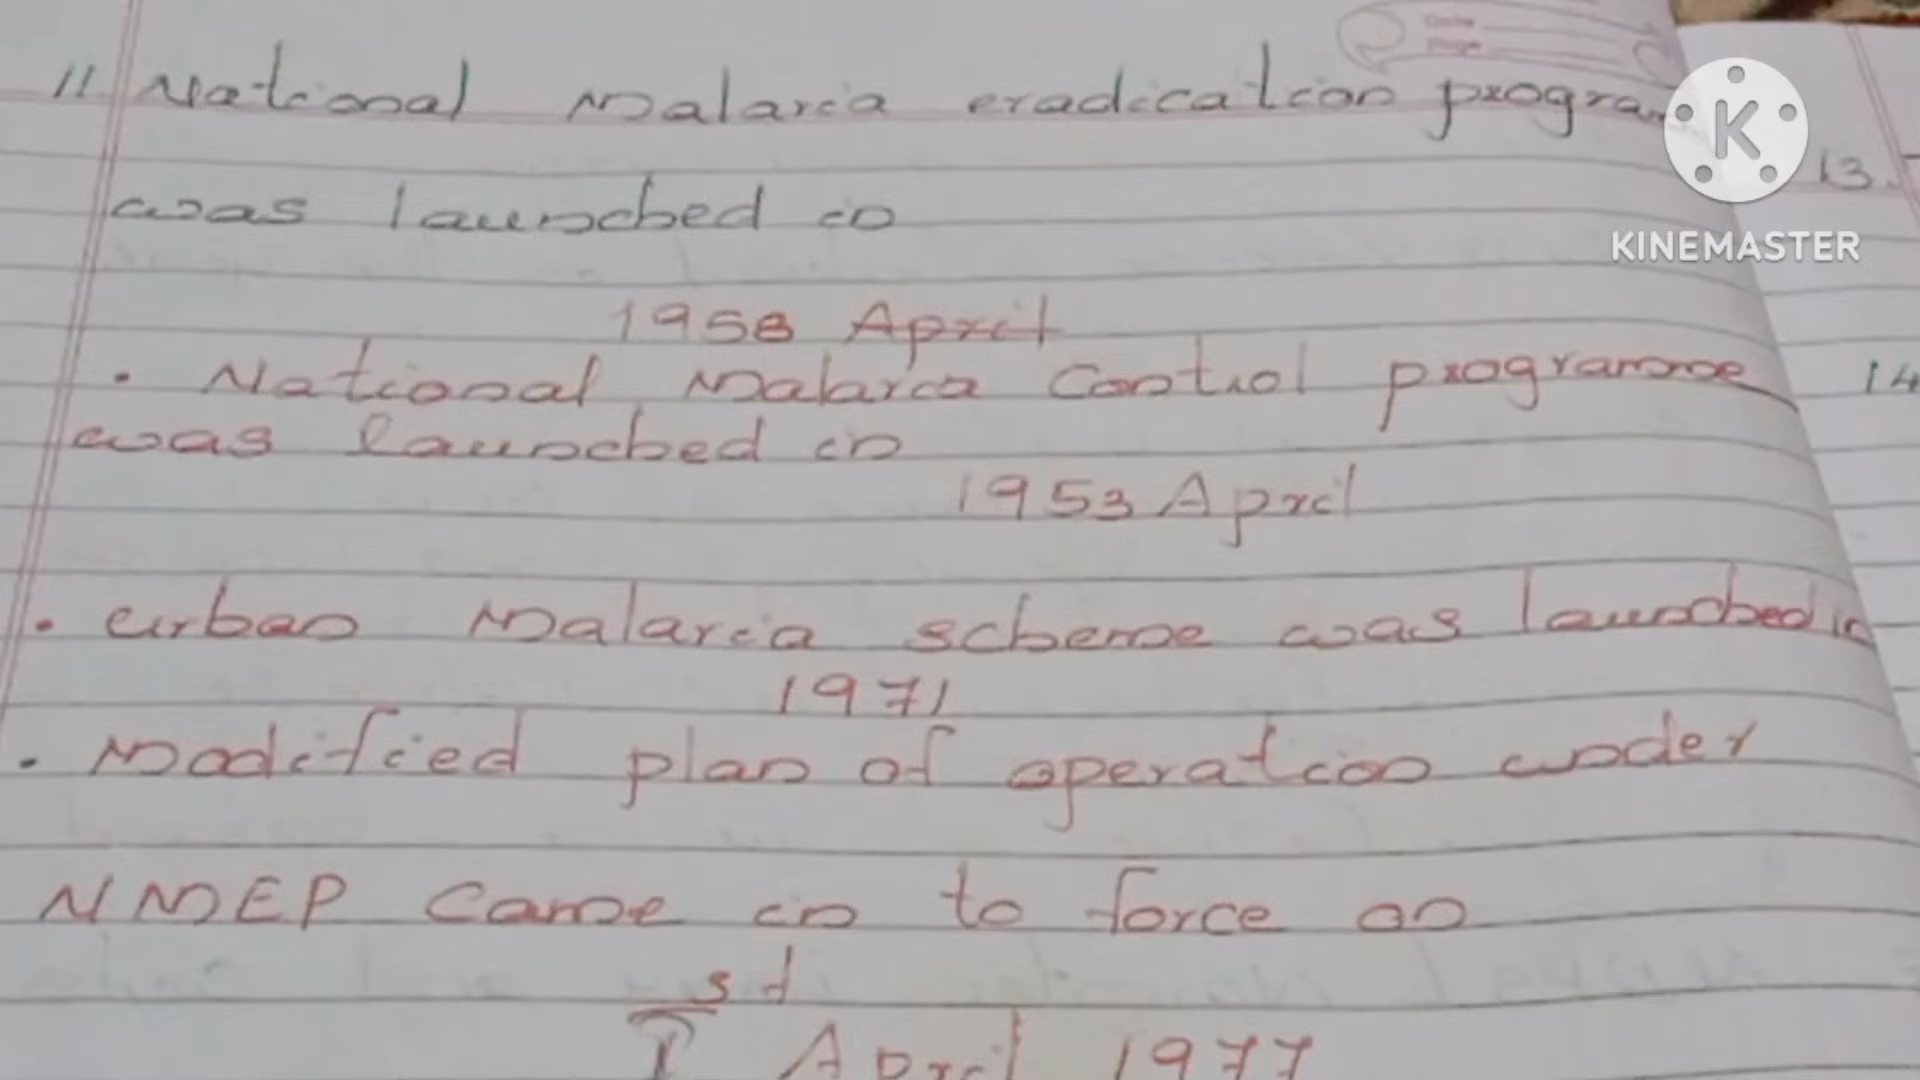 11 National Malaria eradication progra
was launched in
1958 April
• National Malaria Control programme
was launched in
1953 April
• urban Malaria scheme was launched in
1971
• Modified plan of operation under
NMEP Came in to force on
Ist April 1977
13.
14
KINEMASTER